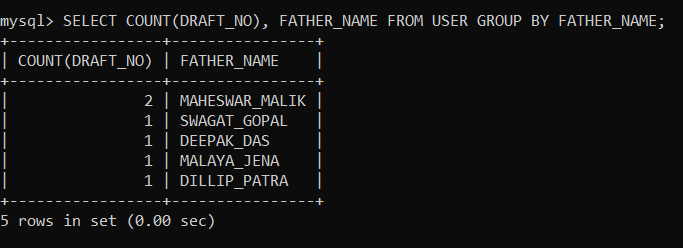 mysql> SELECT COUNT(DRAFT_NO), FATHER_NAME FROM USER GROUP BY FATHER_NAME;
+-----------------+---------------+
| COUNT(DRAFT_NO) | FATHER_NAME   |
+-----------------+---------------+
|               2 | MAHESWAR_MALIK |
|               1 | SWAGAT_GOPAL   |
|               1 | DEEPAK_DAS     |
|               1 | MALAYA_JENA    |
|               1 | DILLIP_PATRA   |
+-----------------+---------------+
5 rows in set (0.00 sec)